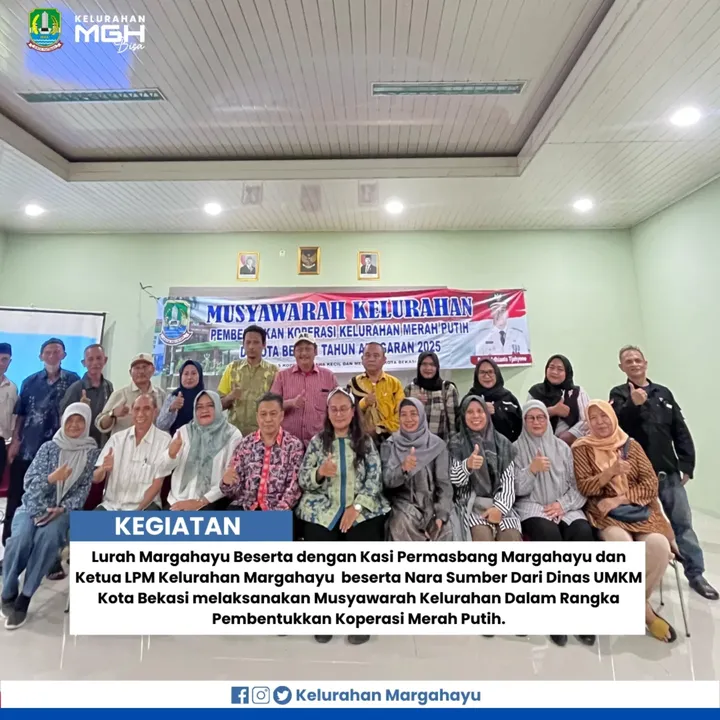 KELURAHAN
MGH
Bisa
MUSYAWARAH KELURAHAN
PEMBENTUKAN KOPERASI KELURAHAN MERAH PUTIH
TAHUN
2025
KEGIATAN
Lurah Margahayu Beserta dengan Kasi Permasbang Margahayu dan
Ketua LPM Kelurahan Margahayu beserta Nara Sumber Dari Dinas UMKM
Kota Bekasi melaksanakan Musyawarah Kelurahan Dalam Rangka
Pembentukkan Koperasi Merah Putih.
Kelurahan Margahayu